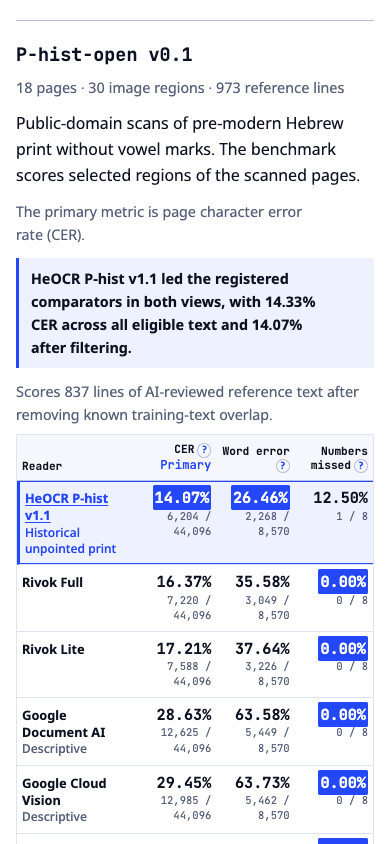 P-hist-open v0.1
18 pages · 30 image regions · 973 reference lines
Public-domain scans of pre-modern Hebrew
print without vowel marks. The benchmark
scores selected regions of the scanned pages.
The primary metric is page character error
rate (CER).
HeOCR P-hist v1.1 led the registered
comparators in both views, with 14.33%
CER across all eligible text and 14.07%
after filtering.
Scores 837 lines of AI-reviewed reference text after
removing known training-text overlap.
Reader CER ? Primary Word error ? Numbers missed ?
HeOCR P-hist v1.1 14.07% 26.46% 12.50%
Historical unpointed print 6,204 / 44,096 2,268 / 8,570 1 / 8
Rivok Full 16.37% 35.58% 0.00%
7,220 / 44,096 3,049 / 8,570 0 / 8
Rivok Lite 17.21% 37.64% 0.00%
7,588 / 44,096 3,226 / 8,570 0 / 8
Google Document AI 28.63% 63.58% 0.00%
Descriptive 12,625 / 44,096 5,449 / 8,570 0 / 8
Google Cloud Vision 29.45% 63.73% 0.00%
Descriptive 12,985 / 44,096 5,462 / 8,570 0 / 8